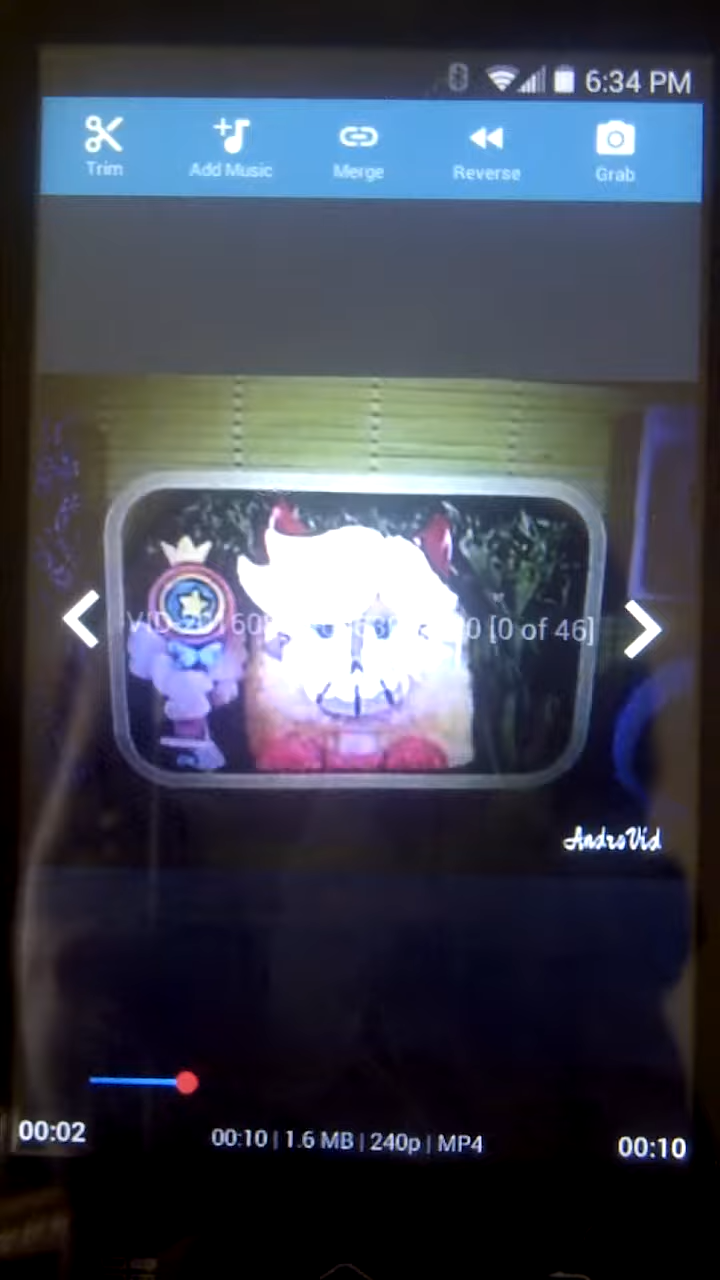 6:34 PM
Trim
Add Music
Merge
Reverse
Grab
0 [0 of 46]
AndroVid
00:02
00:10 | 1.6 MB | 240p | MP4
00:10